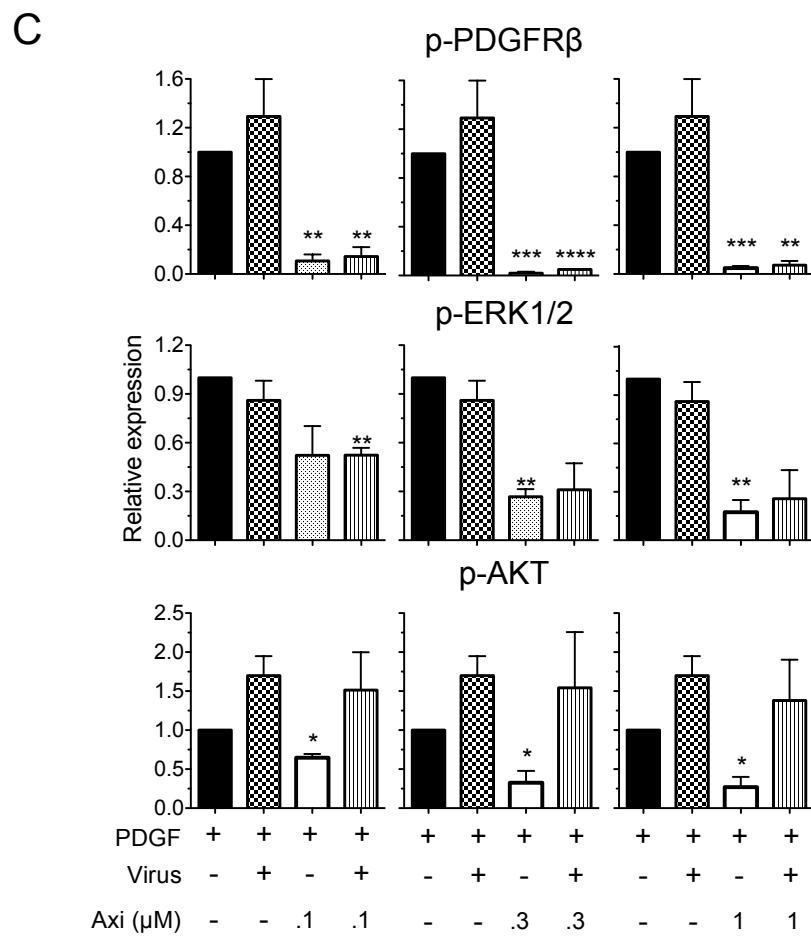 C
p-PDGFRβ
1.6
1.2
0.8
0.4
0.0
** ** *** **** *** **
p-ERK1/2
Relative expression
1.2
0.9
0.6
0.3
0.0
** ** **
p-AKT
2.5
2.0
1.5
1.0
0.5
0.0
* * *
PDGF + + + + + + + + + + + +
Virus - + - + - + - + - + - +
Axi (µM) - - .1 .1 - - .3 .3 - - 1 1